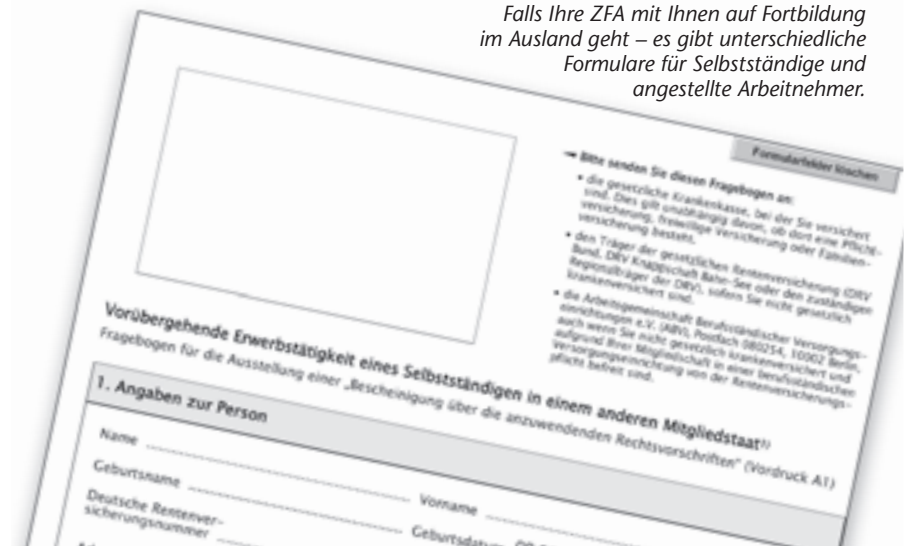 Falls Ihre ZFA mit Ihnen auf Fortbildung
im Ausland geht – es gibt unterschiedliche
Formulare für Selbstständige und
angestellte Arbeitnehmer.
Formularfelder löschen
Bitte senden Sie diesen Fragebogen an:
• die gesetzliche Krankenkasse, bei der Sie versichert
sind. Dies gilt unabhängig davon, ob dort eine Pflicht-
versicherung, freiwillige Versicherung oder Familien-
versicherung besteht.
• den Träger der gesetzlichen Rentenversicherung (DRV
Bund, DRV Knappschaft Bahn-See oder den zuständigen
Regionalträger der DRV), sofern Sie nicht gesetzlich
krankenversichert sind.
• die Arbeitsgemeinschaft Berufsständischer Versorgungs-
einrichtungen e.V. (ABV), Postfach 080254, 10002 Berlin,
auch wenn Sie nicht gesetzlich krankenversichert und
aufgrund Ihrer Mitgliedschaft in einer berufsständischen
Versorgungseinrichtung von der Rentenversicherungs-
pflicht befreit sind.
Vorübergehende Erwerbstätigkeit eines Selbstständigen in einem anderen Mitgliedstaat
Fragebogen für die Ausstellung einer „Bescheinigung über die anzuwendenden Rechtsvorschriften“ (Vordruck A1)
1. Angaben zur Person
Name Vorname
Geburtsname Geburtsdatum
Deutsche Rentenver-
sicherungsnummer